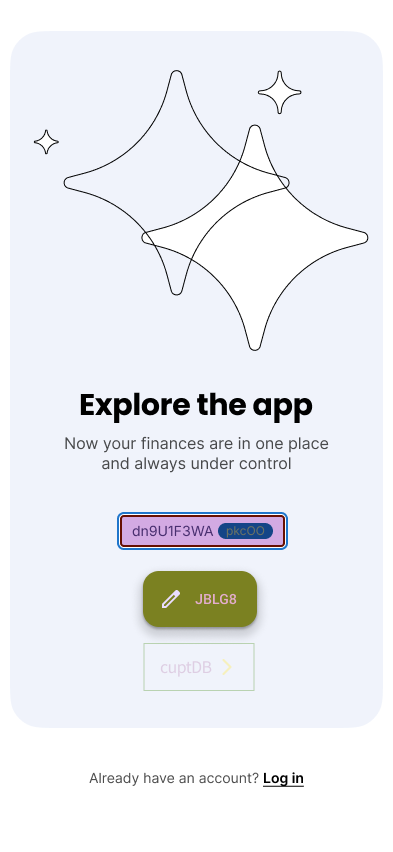 Explore the app
Now your finances are in one place
and always under control
dn9U1F3WA pkcOO
JBLG8
cuptDB
Already have an account? Log in